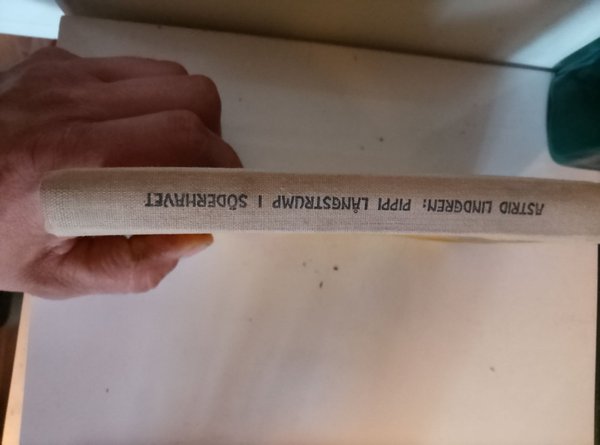 ASTRID LINDGREN: PIPPI LÅNGSTRUMP I SÖDERHAVET